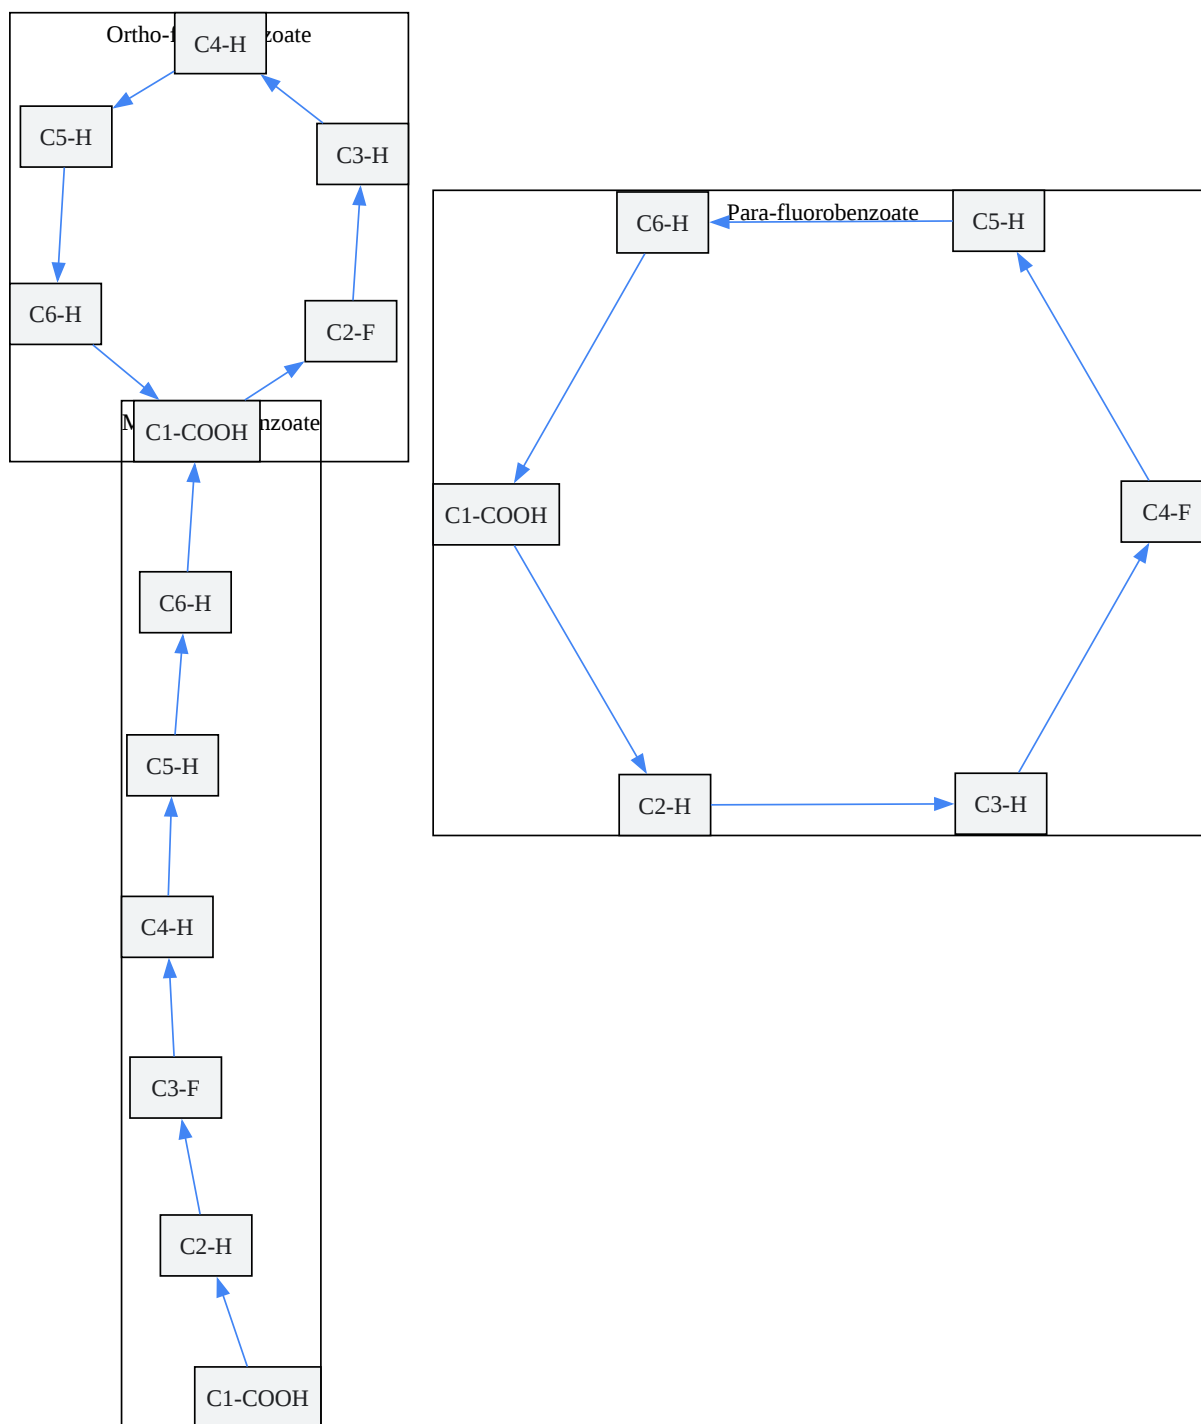 Ortho-f zoate
C4-H
C5-H
C3-H
C6-H
C2-F
M nzoate
C1-COOH
C6-H
C5-H
C4-H
C3-F
C2-H
C1-COOH
Para-fluorobenzoate
C6-H
C5-H
C1-COOH
C4-F
C2-H
C3-H